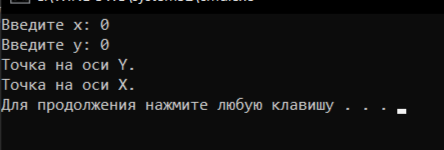 Введите x: 0
Введите y: 0
Точка на оси Y.
Точка на оси X.
Для продолжения нажмите любую клавишу . . .